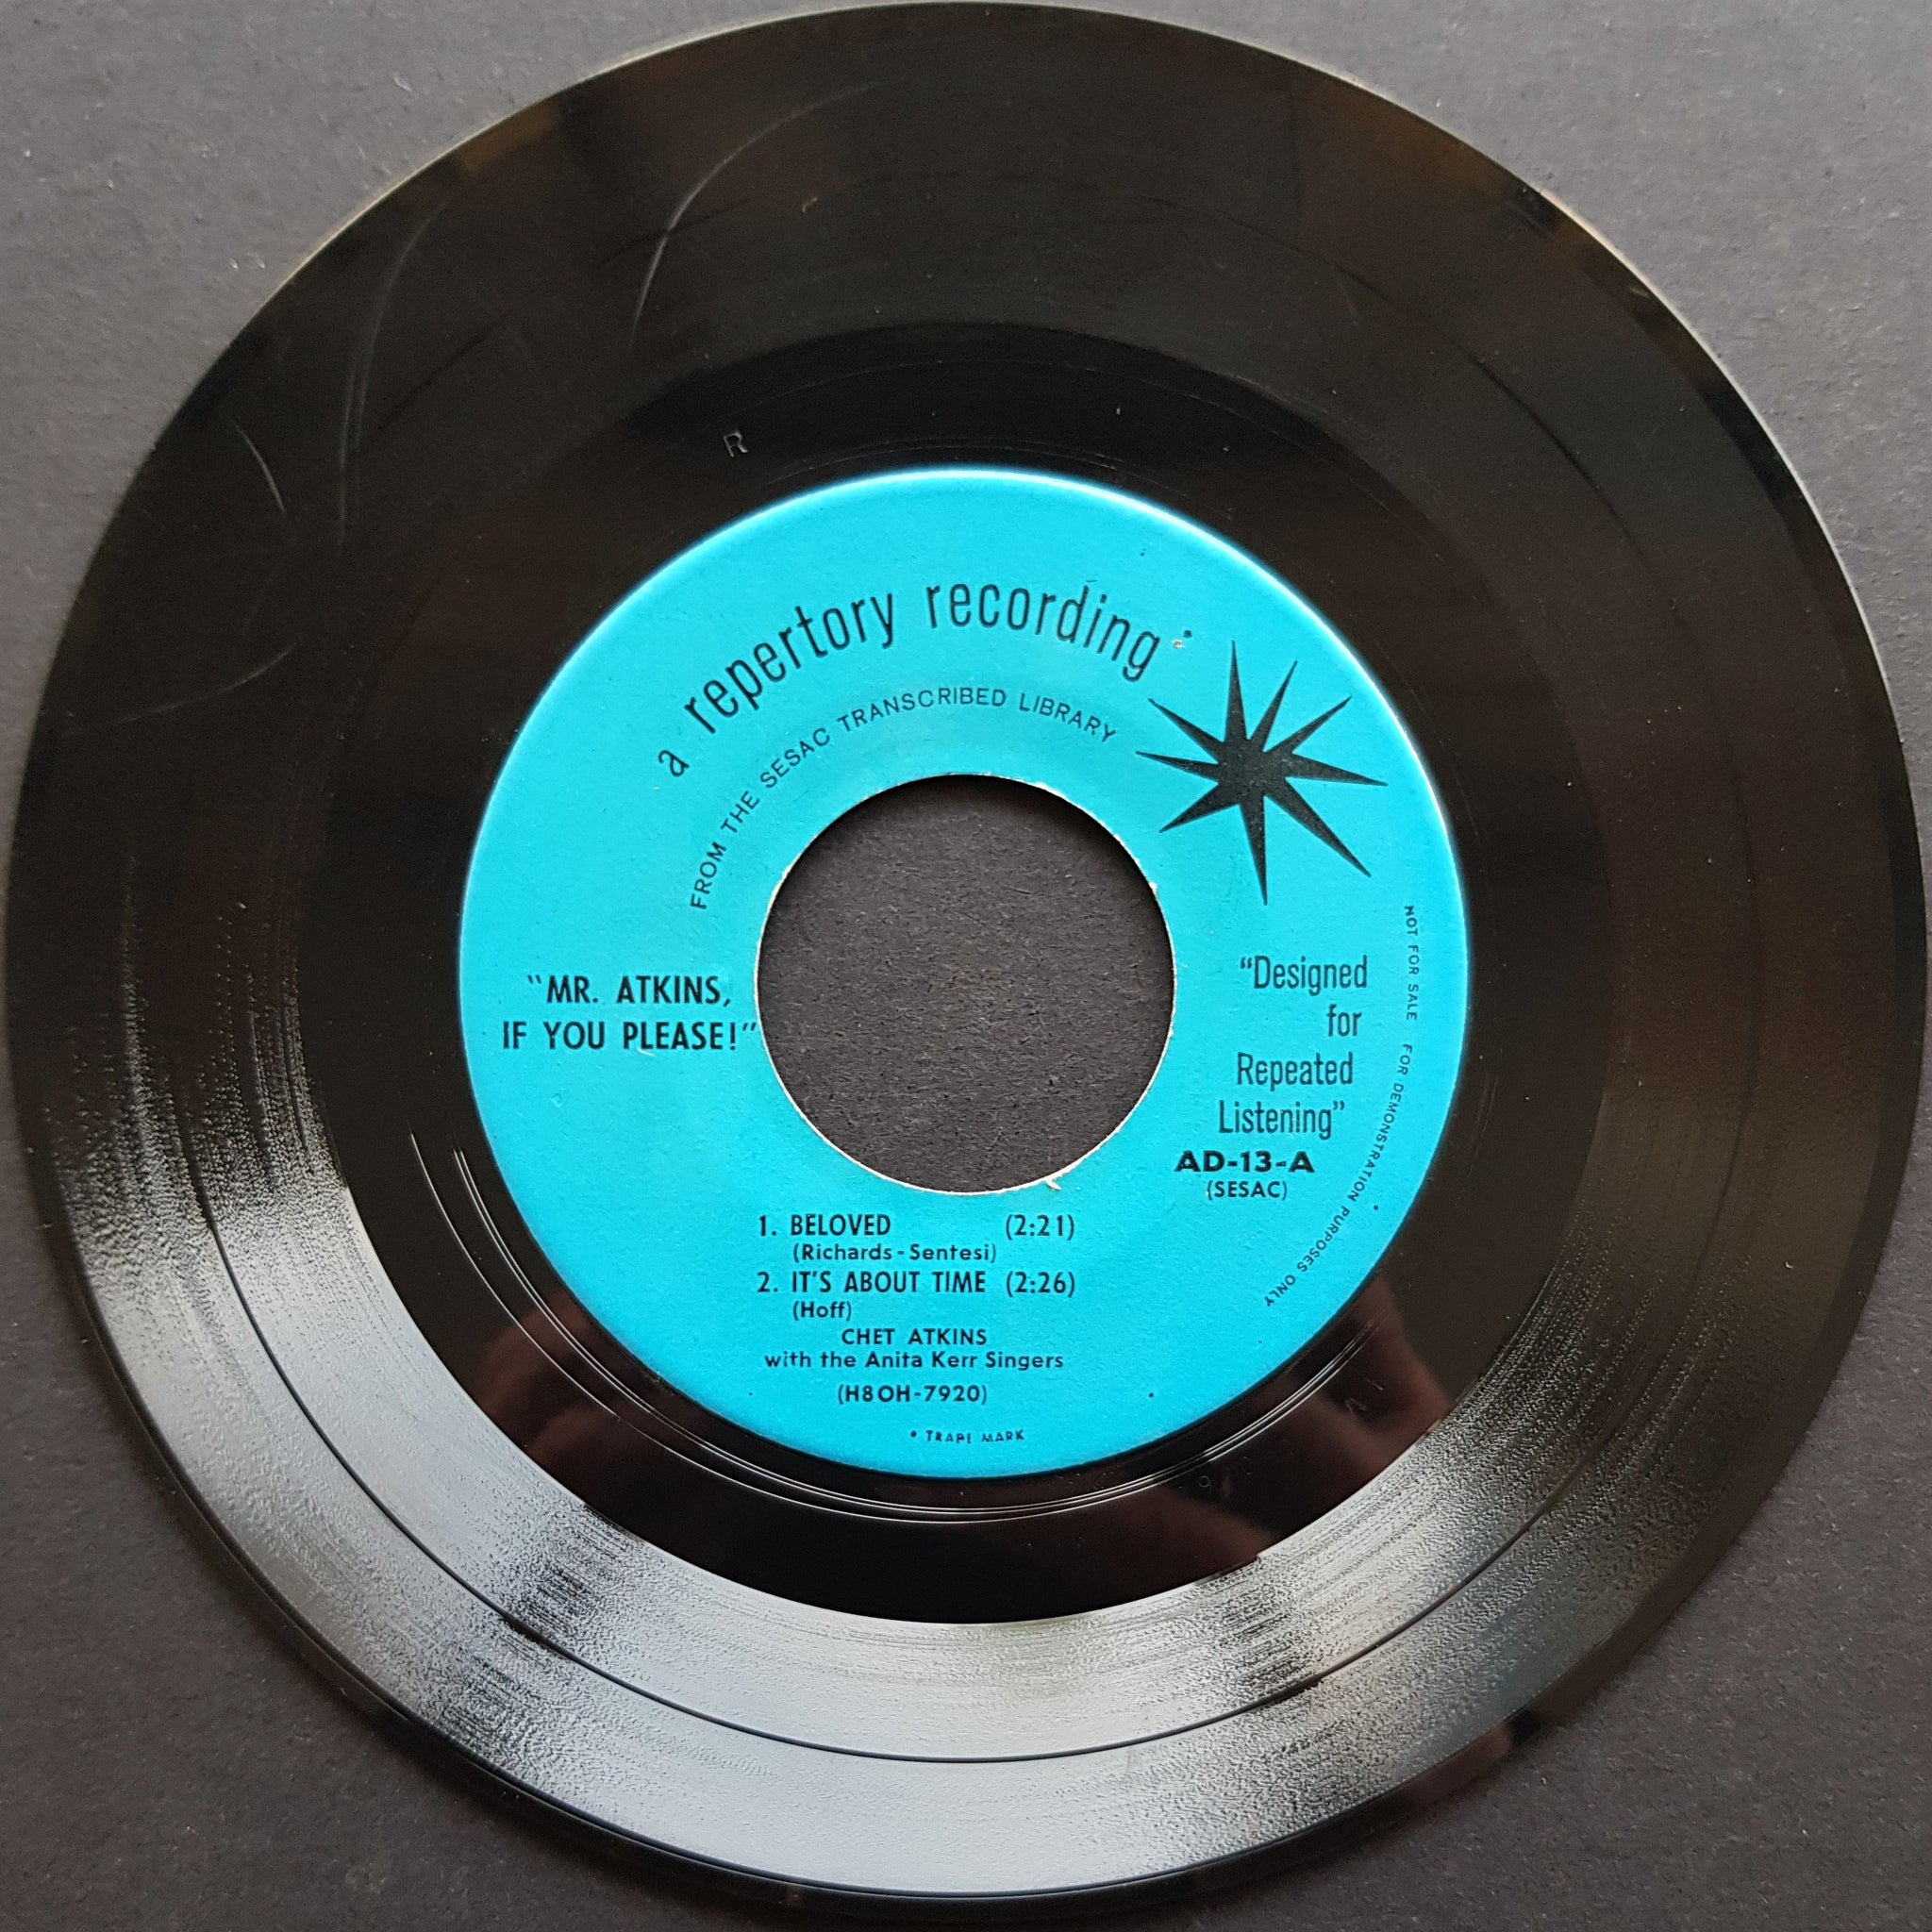 R
a repertory recording*
FROM THE SESAC TRANSCRIBED LIBRARY
"MR. ATKINS,
IF YOU PLEASE!"
"Designed
for
Repeated
Listening"
AD-13-A
(SESAC)
NOT FOR SALE FOR DEMONSTRATION PURPOSES ONLY
1. BELOVED (2:21)
(Richards-Sentesi)
2. IT'S ABOUT TIME (2:26)
(Hoff)
CHET ATKINS
with the Anita Kerr Singers
(H8OH-7920)
* TRADE MARK